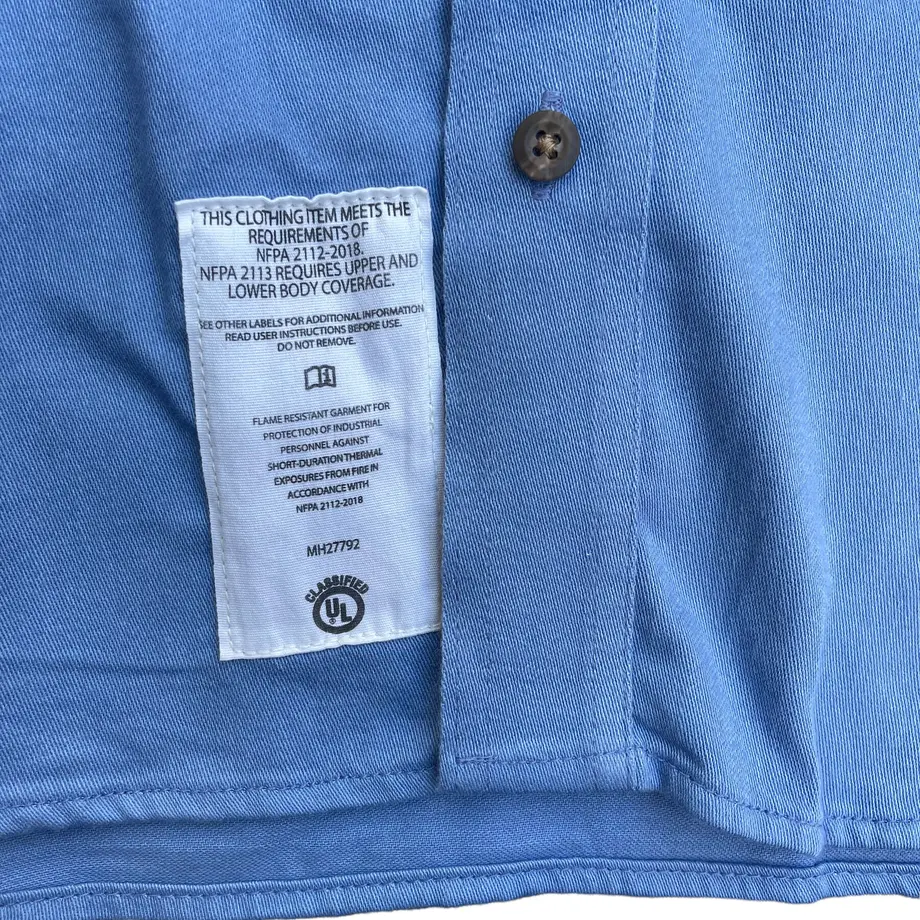 THIS CLOTHING ITEM MEETS THE
REQUIREMENTS OF
NFPA 2112-2018.
NFPA 2113 REQUIRES UPPER AND
LOWER BODY COVERAGE.
SEE OTHER LABELS FOR ADDITIONAL INFORMATION
READ USER INSTRUCTIONS BEFORE USE.
DO NOT REMOVE.
i
FLAME RESISTANT GARMENT FOR
PROTECTION OF INDUSTRIAL
PERSONNEL AGAINST
SHORT-DURATION THERMAL
EXPOSURES FROM FIRE IN
ACCORDANCE WITH
NFPA 2112-2018
MH27792
CLASSIFIED
UL
®